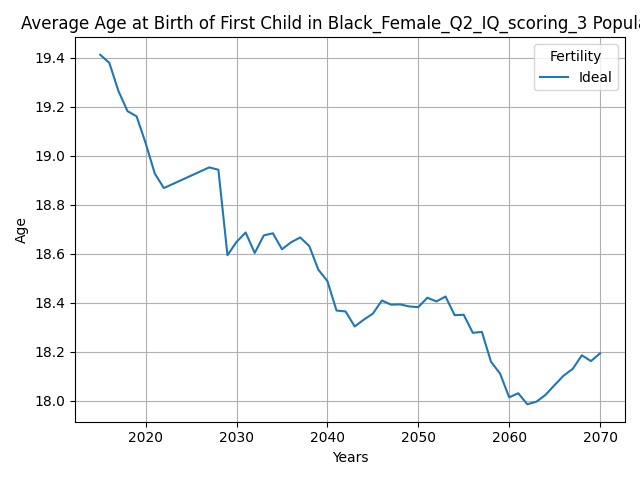 Average Age at Birth of First Child in Black_Female_Q2_IQ_scoring_3 Popula
Fertility
Ideal
19.4
19.2
19.0
18.8
18.6
18.4
18.2
18.0
Age
2020 2030 2040 2050 2060 2070
Years